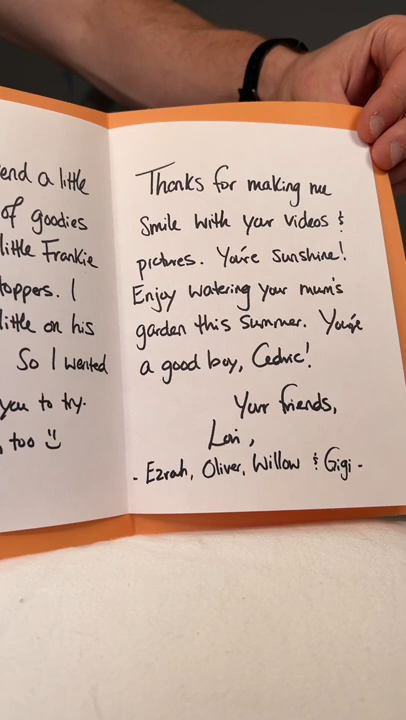 end a little
of goodies
little Frankie
toppers. I
little on his
So I wanted
you to try.
, too :)
Thanks for making me
smile with your videos &
pictures. You're sunshine!
Enjoy watering your mum's
garden this summer. You're
a good boy, Cedric!
Your friends,
Lori,
- Ezrah, Oliver, Willow & Gigi -